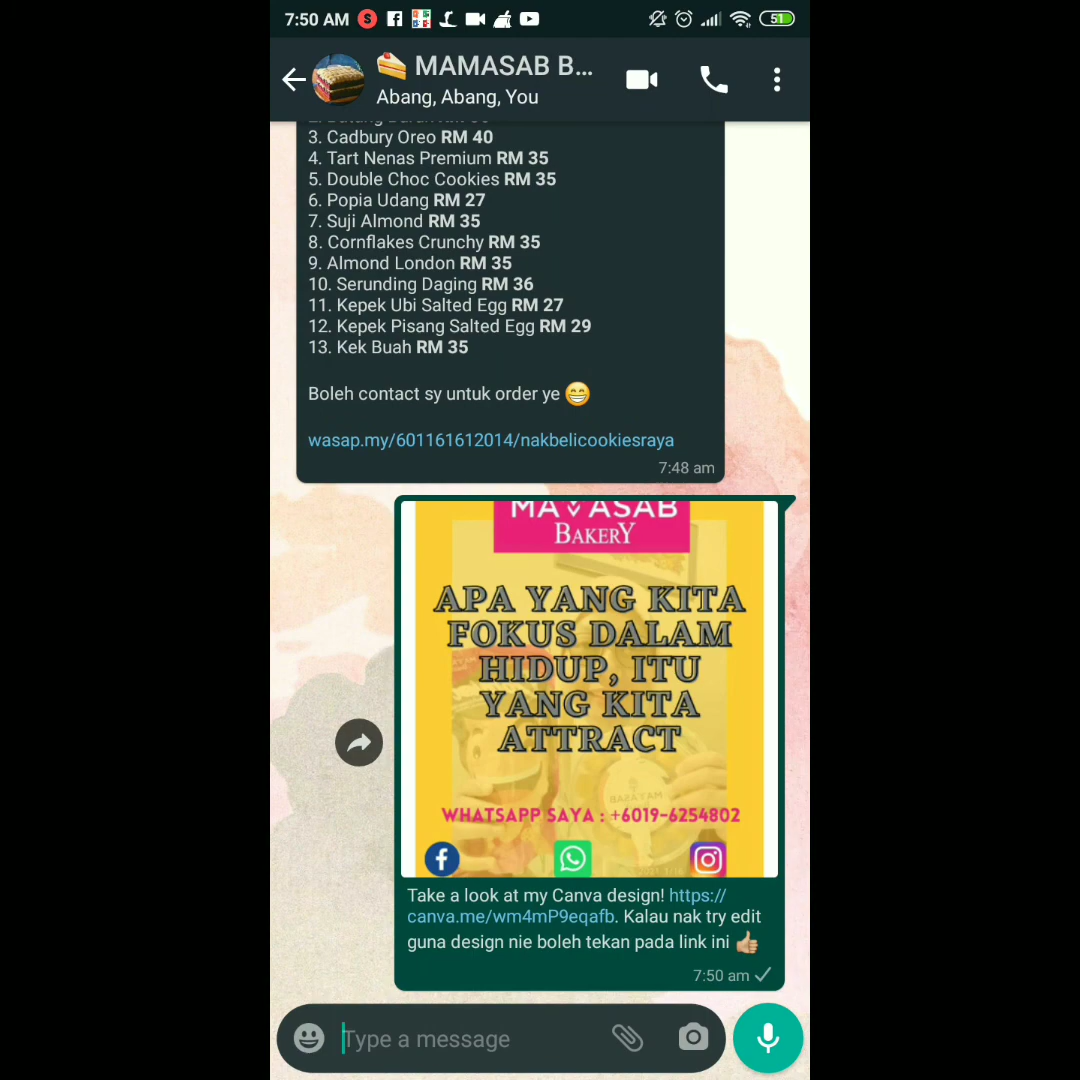 7:50 AM
51
MAMASAB B...
Abang, Abang, You
3. Cadbury Oreo RM 40
4. Tart Nenas Premium RM 35
5. Double Choc Cookies RM 35
6. Popia Udang RM 27
7. Suji Almond RM 35
8. Cornflakes Crunchy RM 35
9. Almond London RM 35
10. Serunding Daging RM 36
11. Kepek Ubi Salted Egg RM 27
12. Kepek Pisang Salted Egg RM 29
13. Kek Buah RM 35
Boleh contact sy untuk order ye 😁
wasap.my/601161612014/nakbelicookiesraya
7:48 am
MAMASAB
BAKERY
APA YANG KITA
FOKUS DALAM
HIDUP, ITU
YANG KITA
ATTRACT
WHATSAPP SAYA : +6019-6254802
Take a look at my Canva design! https://
canva.me/wm4mP9eqafb. Kalau nak try edit
guna design nie boleh tekan pada link ini 👍🏼
7:50 am
Type a message